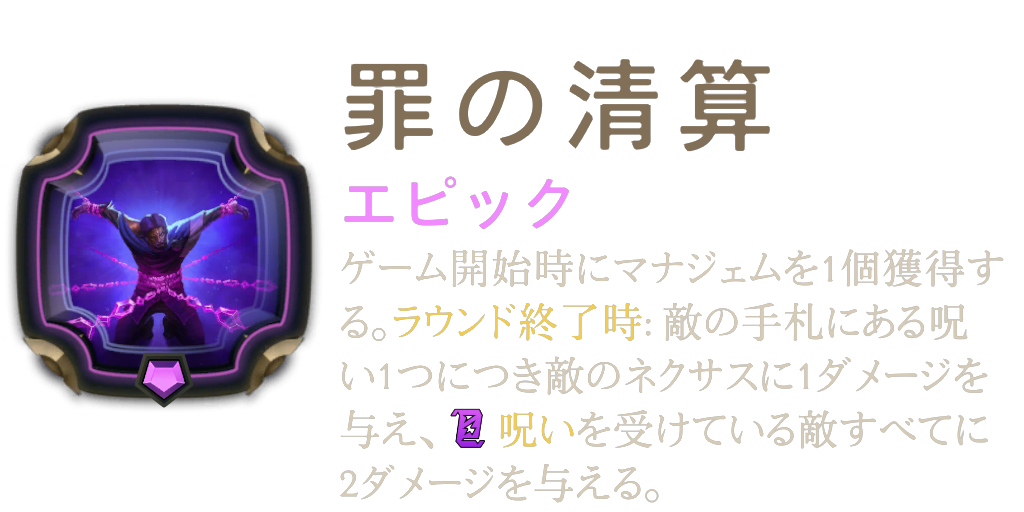 罪の清算
エピック
ゲーム開始時にマナジェムを1個獲得す
る。ラウンド終了時: 敵の手札にある呪
い1つにつき敵のネクサスに1ダメージを
与え、呪いを受けている敵すべてに
2ダメージを与える。